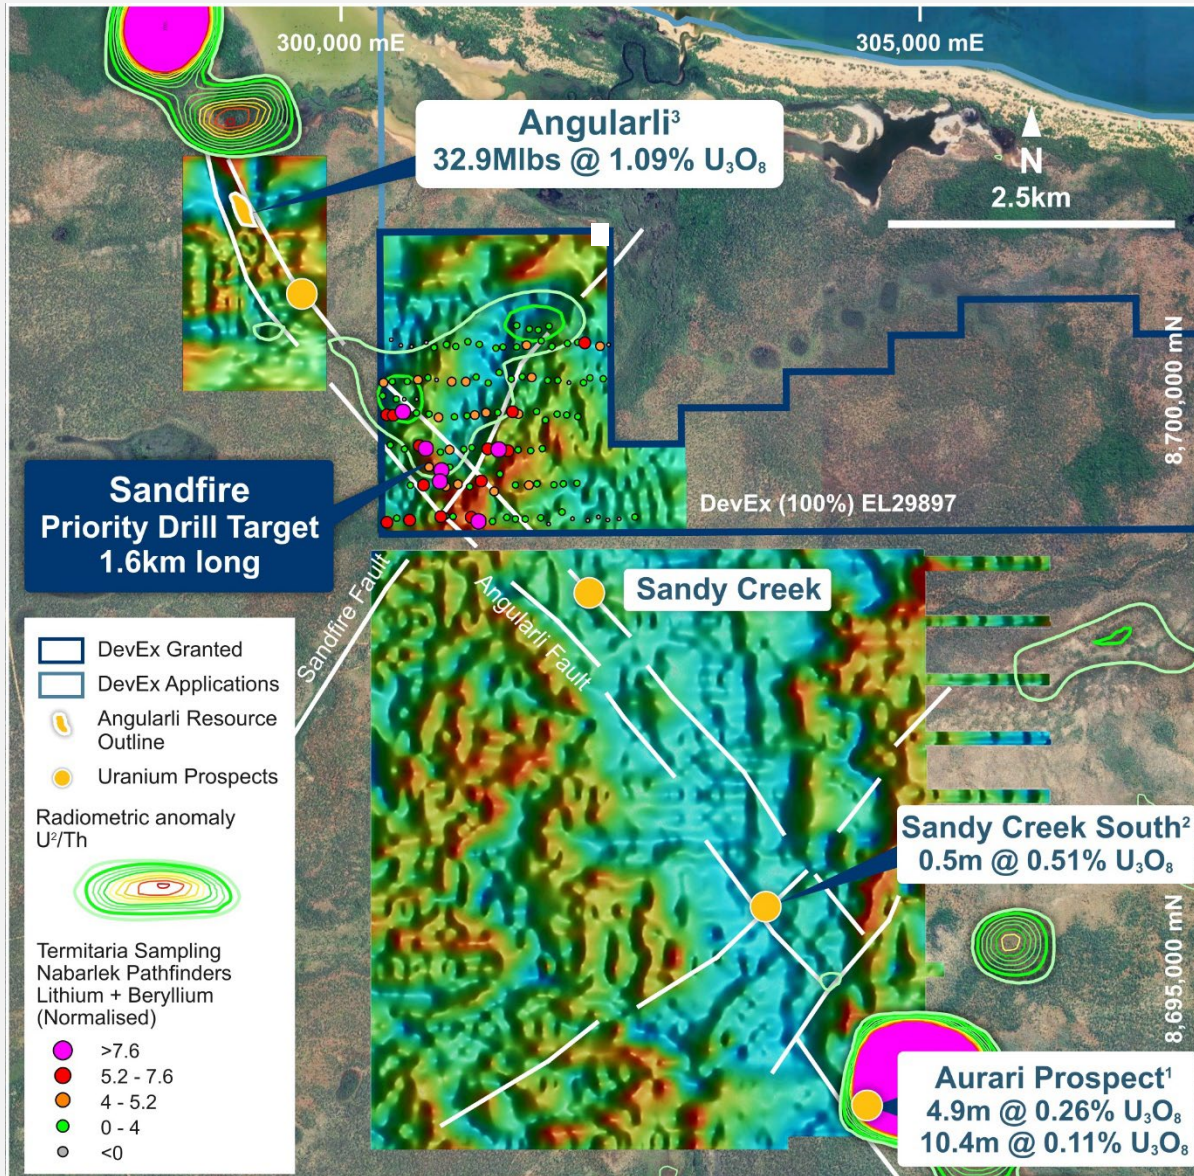 300,000 mE
305,000 mE
Angularli³
32.9Mlbs @ 1.09% U₃O₈
N
2.5km
8,700,000 mN
Sandfire
Priority Drill Target
1.6km long
DevEx (100%) EL29897
Sandfire Fault
Angularli Fault
Sandy Creek
DevEx Granted
DevEx Applications
Angularli Resource
Outline
Uranium Prospects
Radiometric anomaly
U²/Th
Termitaria Sampling
Nabarlek Pathfinders
Lithium + Beryllium
(Normalised)
>7.6
5.2 - 7.6
4 - 5.2
0 - 4
<0
Sandy Creek South²
0.5m @ 0.51% U₃O₈
8,695,000 mN
Aurari Prospect¹
4.9m @ 0.26% U₃O₈
10.4m @ 0.11% U₃O₈